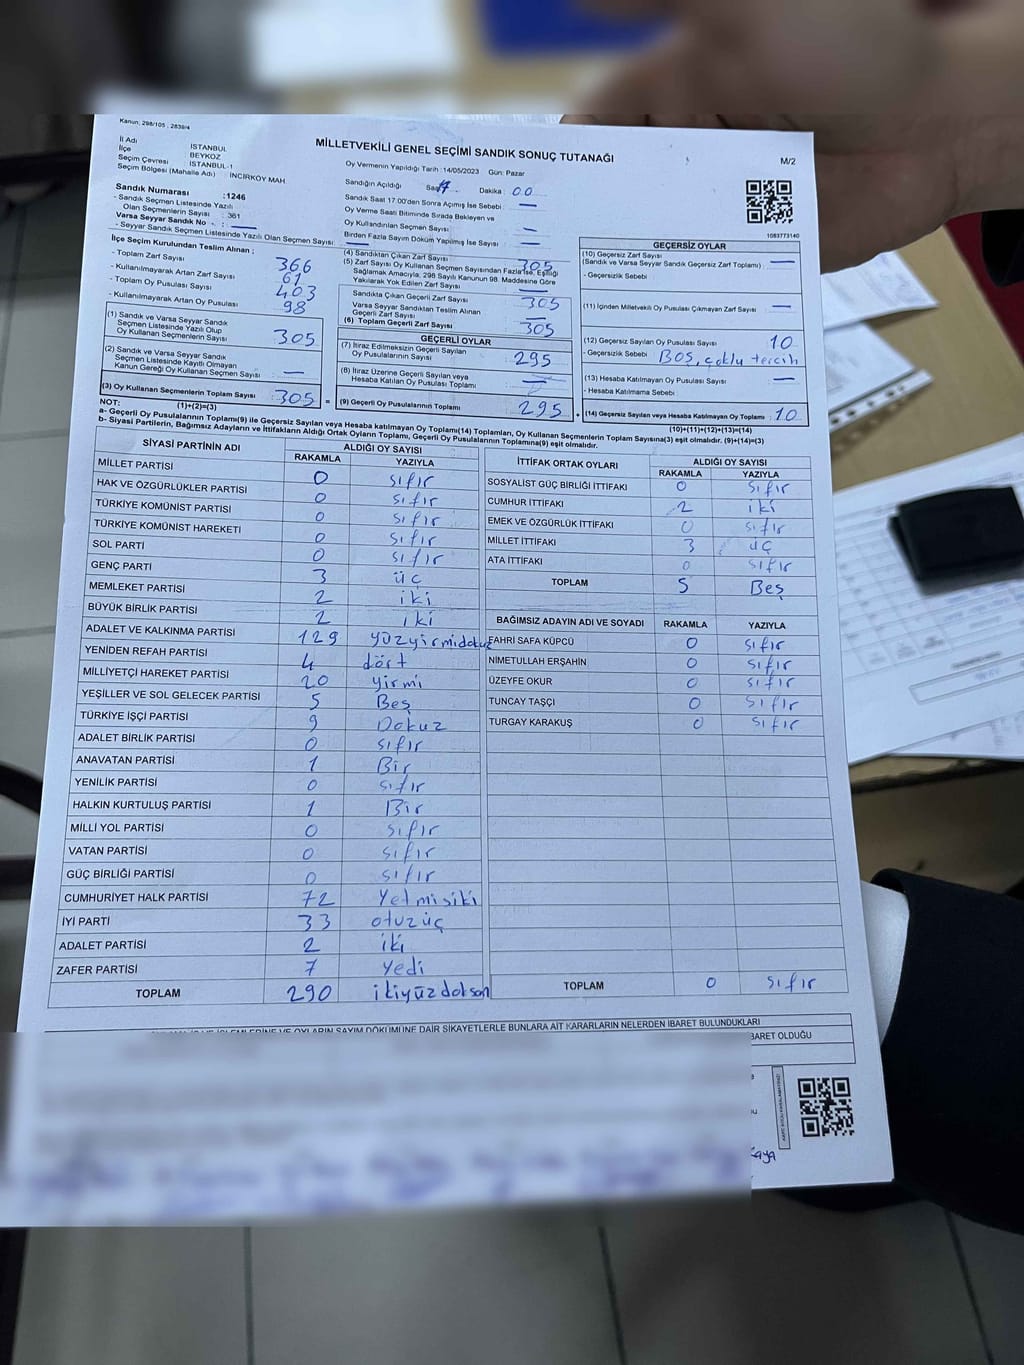 Kanun: 298/105 , 2839/4
MİLLETVEKİLİ GENEL SEÇİMİ SANDIK SONUÇ TUTANAĞI
M/2
İl Adı : İSTANBUL
İlçe BEYKOZ
Seçim Çevresi İSTANBUL-1
Seçim Bölgesi (Mahalle Adı) : İNCİRKÖY MAH
Oy Vermenin Yapıldığı Tarih : 14/05/2023 Gün: Pazar
Sandık Numarası :1246
- Sandık Seçmen Listesinde Yazılı
Olan Seçmenlerin Sayısı : 361
Varsa Seyyar Sandık No - : —
- Seyyar Sandık Seçmen Listesinde Yazılı Olan Seçmen Sayısı : —
Sandığın Açıldığı Saat 17 Dakika : 00
Sandık Saat 17:00'den Sonra Açımış İse Sebebi : —
Oy Verme Saati Bitiminde Sırada Bekleyen ve
Oy Kullandırılan Seçmen Sayısı : —
Birden Fazla Sayım Döküm Yapılmış İse Sayısı : —
1583773140
İlçe Seçim Kurulundan Teslim Alınan :
- Toplam Zarf Sayısı 366
- Kullanılmayarak Artan Zarf Sayısı 61
- Toplam Oy Pusulası Sayısı 403
- Kullanılmayarak Artan Oy Pusulası 98
(1) Sandık ve Varsa Seyyar Sandık
Seçmen Listesinde Yazılı Olup
Oy Kullanan Seçmenlerin Sayısı : 305
(2) Sandık ve Varsa Seyyar Sandık
Seçmen Listesinde Kayıtlı Olmayan
Kanun Gereği Oy Kullanan Seçmen Sayısı : —
(3) Oy Kullanan Seçmenlerin Toplam Sayısı : 305 =
(1)+(2)=(3)
(4) Sandıktan Çıkan Zarf Sayısı : 305
(5) Zarf Sayısı Oy Kullanan Seçmen Sayısından Fazla İse, Eşitliği
Sağlamak Amacıyla; 298 Sayılı Kanunun 98. Maddesine Göre
Yakılarak Yok Edilen Zarf Sayısı : —
Sandıkta Çıkan Geçerli Zarf Sayısı : 305
Varsa Seyyar Sandıktan Teslim Alınan
Geçerli Zarf Sayısı : —
(6) Toplam Geçerli Zarf Sayısı : 305
GEÇERLİ OYLAR
(7) İtiraz Edilmeksizin Geçerli Sayılan
Oy Pusulalarının Sayısı : 295
(8) İtiraz Üzerine Geçerli Sayılan veya
Hesaba Katılan Oy Pusulası Toplamı : —
(9) Geçerli Oy Pusulalarının Toplamı : 295 +
GEÇERSİZ OYLAR
(10) Geçersiz Zarf Sayısı
(Sandık ve Varsa Seyyar Sandık Geçersiz Zarf Toplamı) : —
- Geçersizlik Sebebi :
(11) İçinden Milletvekili Oy Pusulası Çıkmayan Zarf Sayısı : —
(12) Geçersiz Sayılan Oy Pusulası Sayısı : 10
- Geçersizlik Sebebi : Boş, çoklu tercih
(13) Hesaba Katılmayan Oy Pusulası Sayısı : —
- Hesaba Katılmama Sebebi :
(14) Geçersiz Sayılan veya Hesaba Katılmayan Oy Toplamı : 10
(10)+(11)+(12)+(13)=(14)
NOT:
a- Geçerli Oy Pusulalarının Toplamı(9) ile Geçersiz Sayılan veya Hesaba katılmayan Oy Toplamı(14) Toplamları, Oy Kullanan Seçmenlerin Toplam Sayısına(3) eşit olmalıdır. (9)+(14)=(3)
b- Siyasi Partilerin, Bağımsız Adayların ve İttifakların Aldığı Ortak Oyların Toplamı, Geçerli Oy Pusulalarının Toplamına(9) eşit olmalıdır.
SİYASİ PARTİNİN ADI ALDIĞI OY SAYISI
RAKAMLA YAZIYLA
MİLLET PARTİSİ 0 sıfır
HAK VE ÖZGÜRLÜKLER PARTİSİ 0 sıfır
TÜRKİYE KOMÜNİST PARTİSİ 0 sıfır
TÜRKİYE KOMÜNİST HAREKETİ 0 sıfır
SOL PARTİ 0 sıfır
GENÇ PARTİ 3 üç
MEMLEKET PARTİSİ 2 iki
BÜYÜK BİRLİK PARTİSİ 2 iki
ADALET VE KALKINMA PARTİSİ 129 yüzyirmidokuz
YENİDEN REFAH PARTİSİ 4 dört
MİLLİYETÇİ HAREKET PARTİSİ 20 yirmi
YEŞİLLER VE SOL GELECEK PARTİSİ 5 Beş
TÜRKİYE İŞÇİ PARTİSİ 9 Dokuz
ADALET BİRLİK PARTİSİ 0 sıfır
ANAVATAN PARTİSİ 1 Bir
YENİLİK PARTİSİ 0 sıfır
HALKIN KURTULUŞ PARTİSİ 1 Bir
MİLLİ YOL PARTİSİ 0 sıfır
VATAN PARTİSİ 0 sıfır
GÜÇ BİRLİĞİ PARTİSİ 0 sıfır
CUMHURİYET HALK PARTİSİ 72 Yetmişiki
İYİ PARTİ 33 otuzüç
ADALET PARTİSİ 2 iki
ZAFER PARTİSİ 7 yedi
TOPLAM 290 ikiyüzdoksan
İTTİFAK ORTAK OYLARI ALDIĞI OY SAYISI
RAKAMLA YAZIYLA
SOSYALİST GÜÇ BİRLİĞİ İTTİFAKI 0 sıfır
CUMHUR İTTİFAKI 2 iki
EMEK VE ÖZGÜRLÜK İTTİFAKI 0 sıfır
MİLLET İTTİFAKI 3 üç
ATA İTTİFAKI 0 sıfır
TOPLAM 5 Beş
BAĞIMSIZ ADAYIN ADI VE SOYADI RAKAMLA YAZIYLA
FAHRİ SAFA KÜPCÜ 0 sıfır
NİMETULLAH ERŞAHİN 0 sıfır
ÜZEYFE OKUR 0 sıfır
TUNCAY TAŞÇI 0 sıfır
TURGAY KARAKUŞ 0 sıfır
TOPLAM 0 sıfır
OYLARIN SAYIM DÖKÜMÜNE DAİR ŞİKAYETLERLE BUNLARA AİT KARARLARIN NELERDEN İBARET BULUNDUKLARI
İBARET OLDUĞU